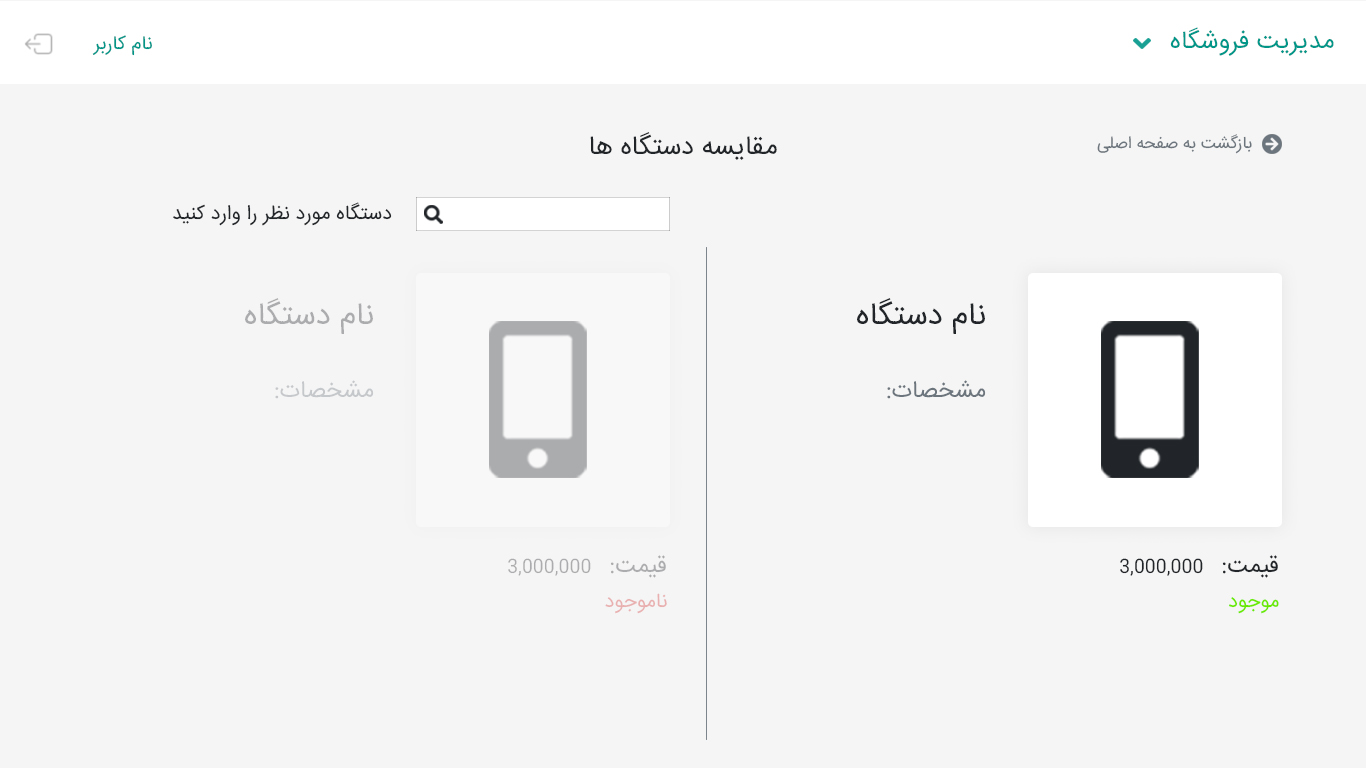 مدیریت فروشگاه
نام کاربر
بازگشت به صفحه اصلی
مقایسه دستگاه ها
دستگاه مورد نظر را وارد کنید
نام دستگاه
مشخصات:
قیمت: 3,000,000
موجود
نام دستگاه
مشخصات:
قیمت: 3,000,000
ناموجود